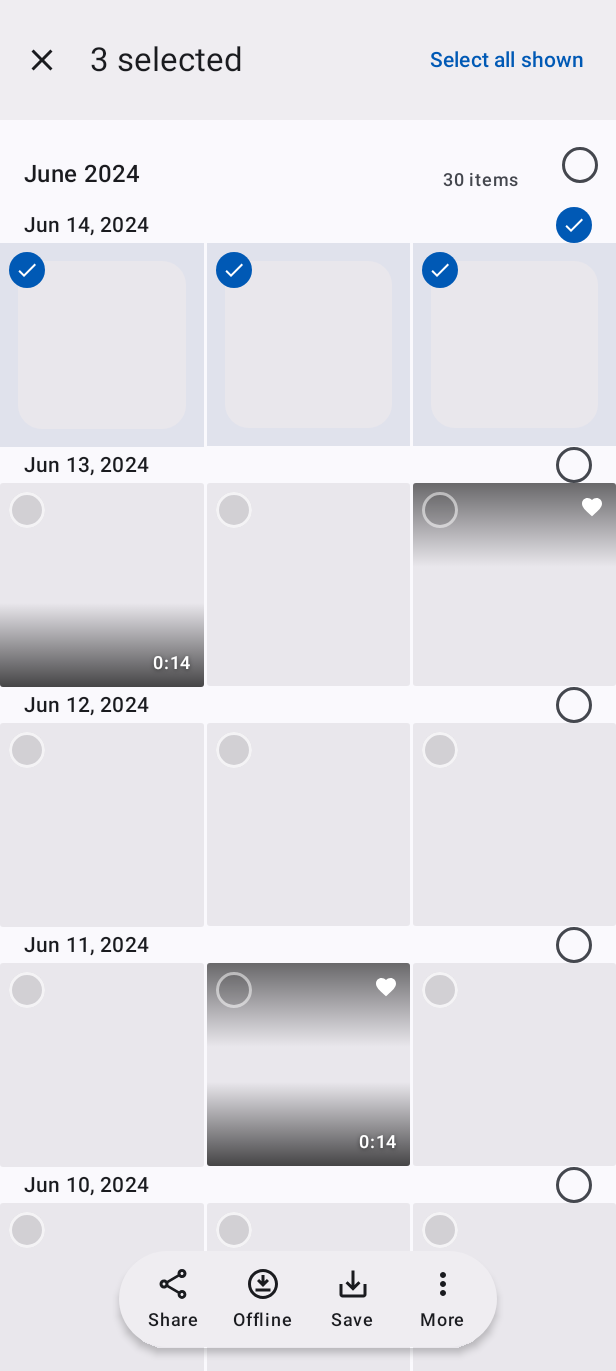 3 selected
Select all shown
June 2024
30 items
Jun 14, 2024
Jun 13, 2024
0:14
Jun 12, 2024
Jun 11, 2024
0:14
Jun 10, 2024
Share
Offline
Save
More